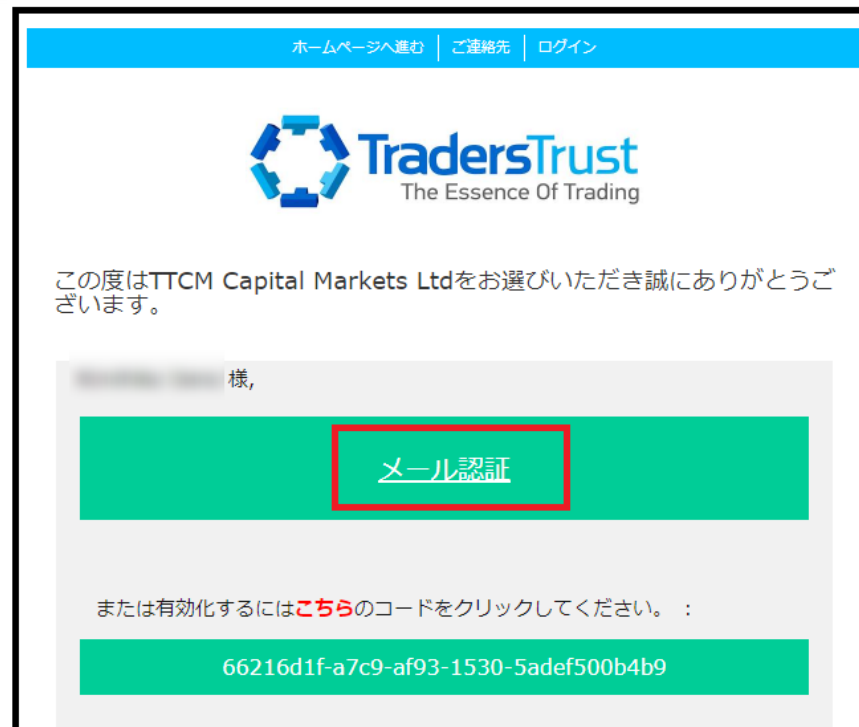 ホームページへ進む ご連絡先 ログイン
TradersTrust
The Essence Of Trading
この度はTTCM Capital Markets Ltdをお選びいただき誠にありがとうご
ざいます。
様,
メール認証
または有効化するにはこちらのコードをクリックしてください。 :
66216d1f-a7c9-af93-1530-5adef500b4b9